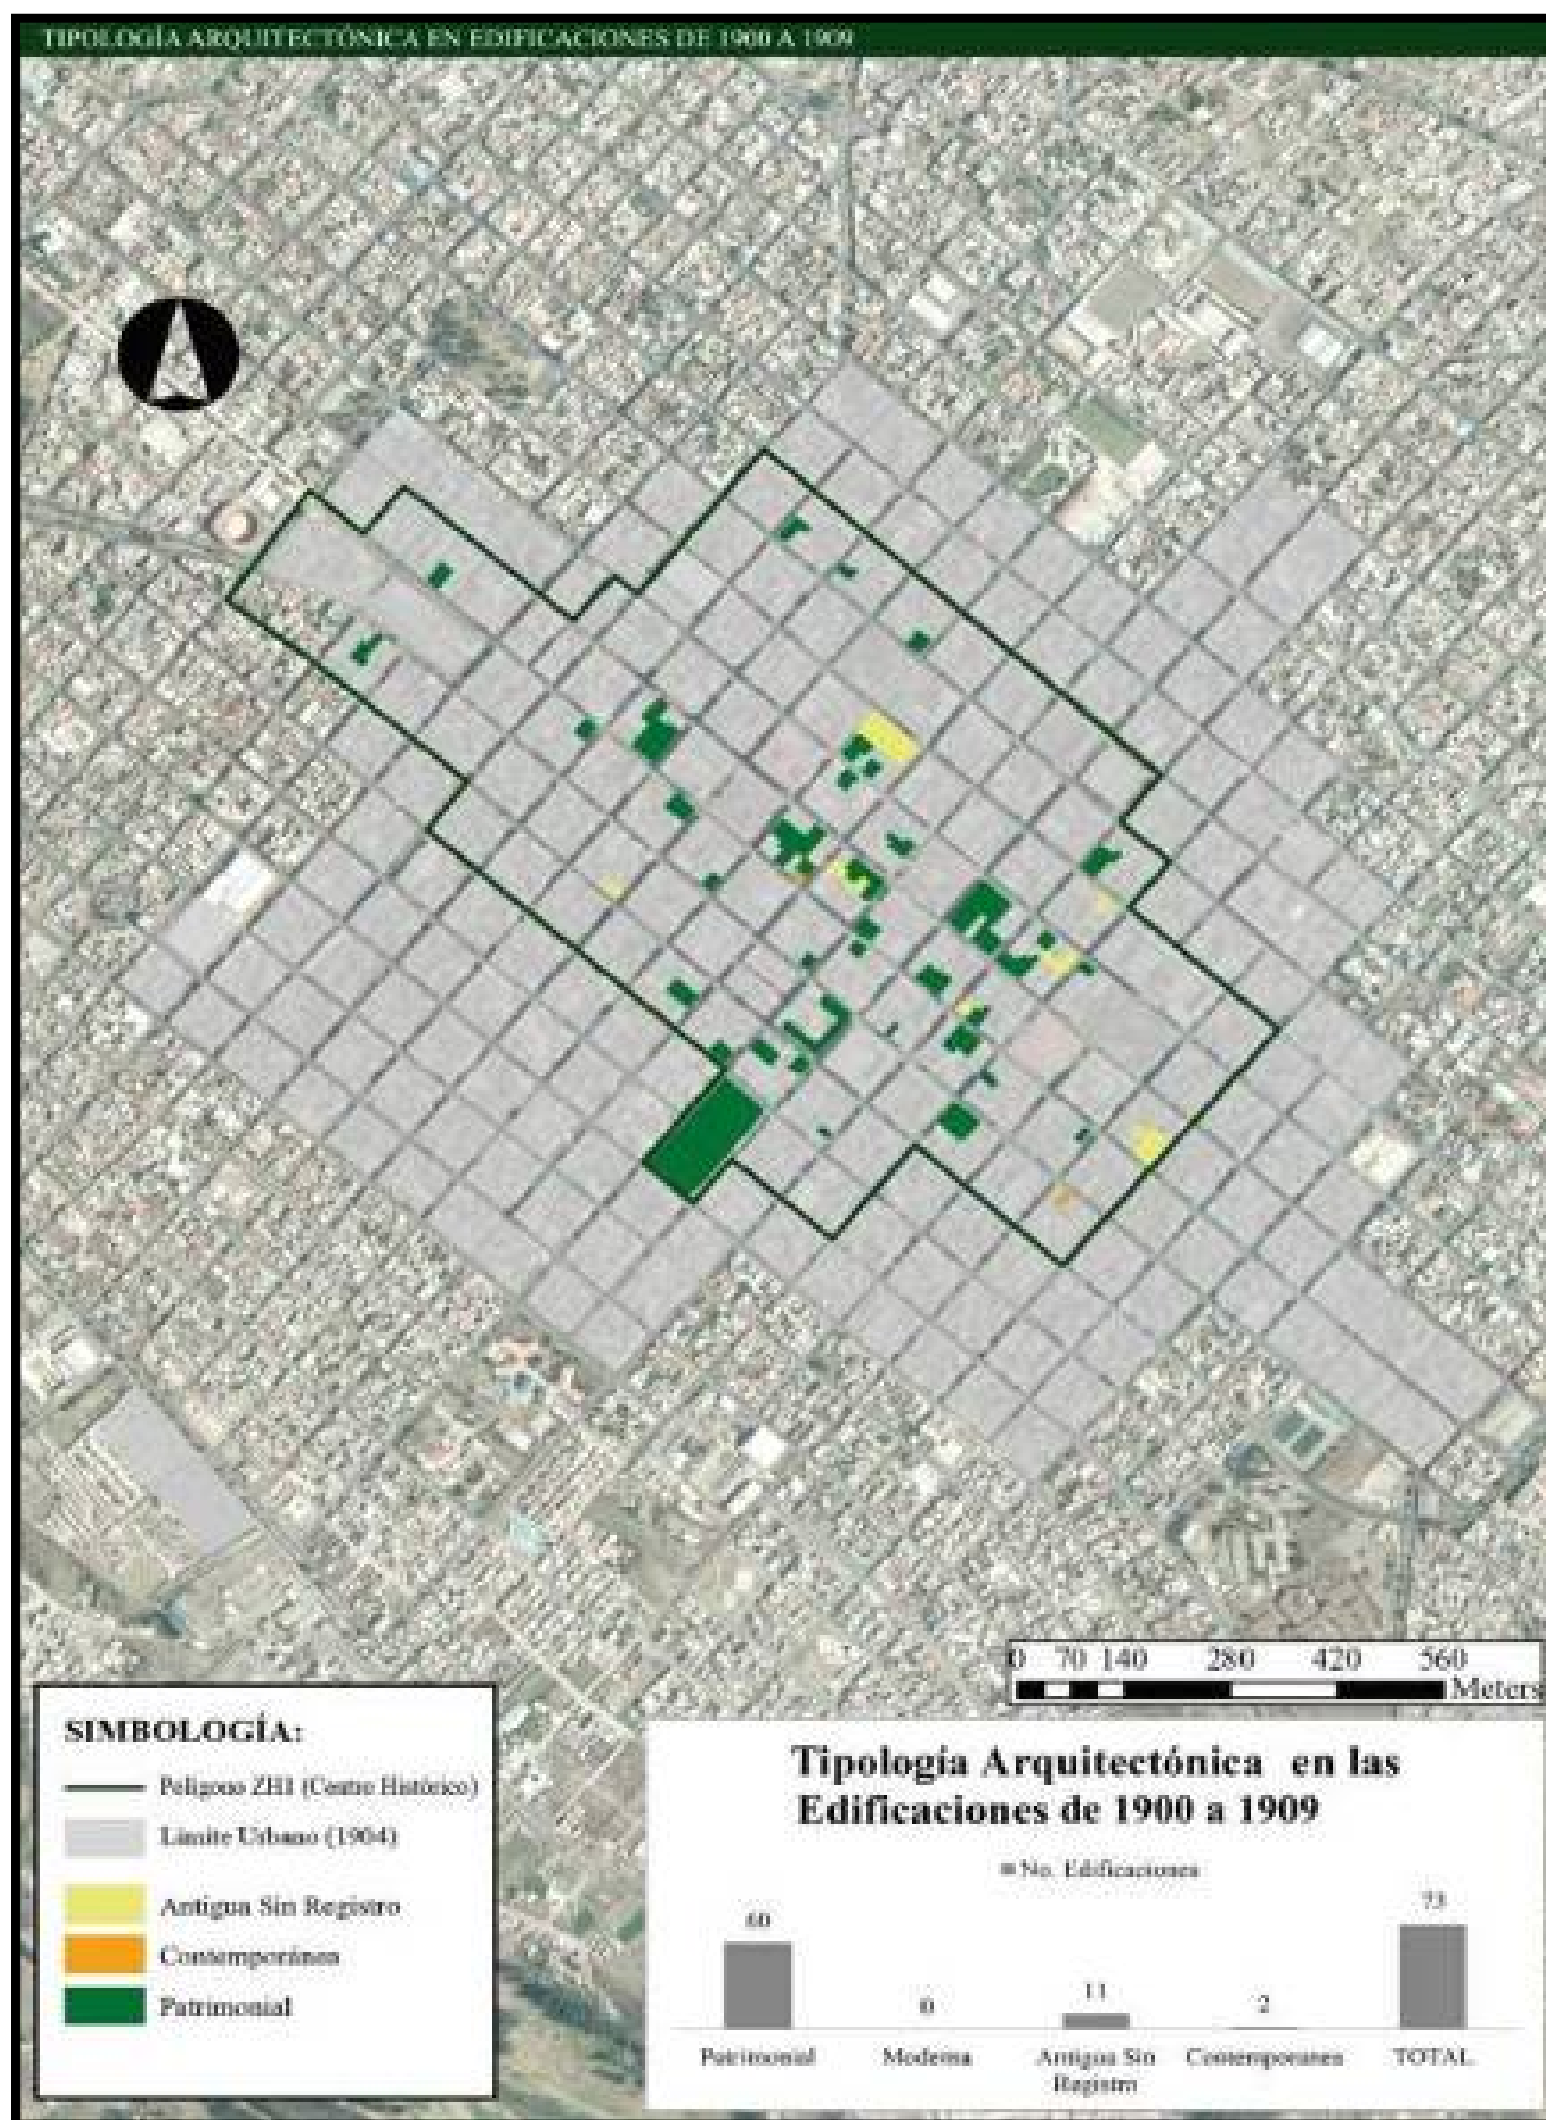 TIPOLOGÍA ARQUITECTÓNICA EN EDIFICACIONES DE 1900 A 1909
0 70 140 280 420 560
Meters
SIMBOLOGÍA:
Polígono ZH1 (Centro Histórico)
Límite Urbano (1904)
Antigua Sin Registro
Contemporánea
Patrimonial
Tipología Arquitectónica en las
Edificaciones de 1900 a 1909
No. Edificaciones
60
0
11
2
73
Patrimonial
Moderna
Antigua Sin
Registro
Contemporanea
TOTAL